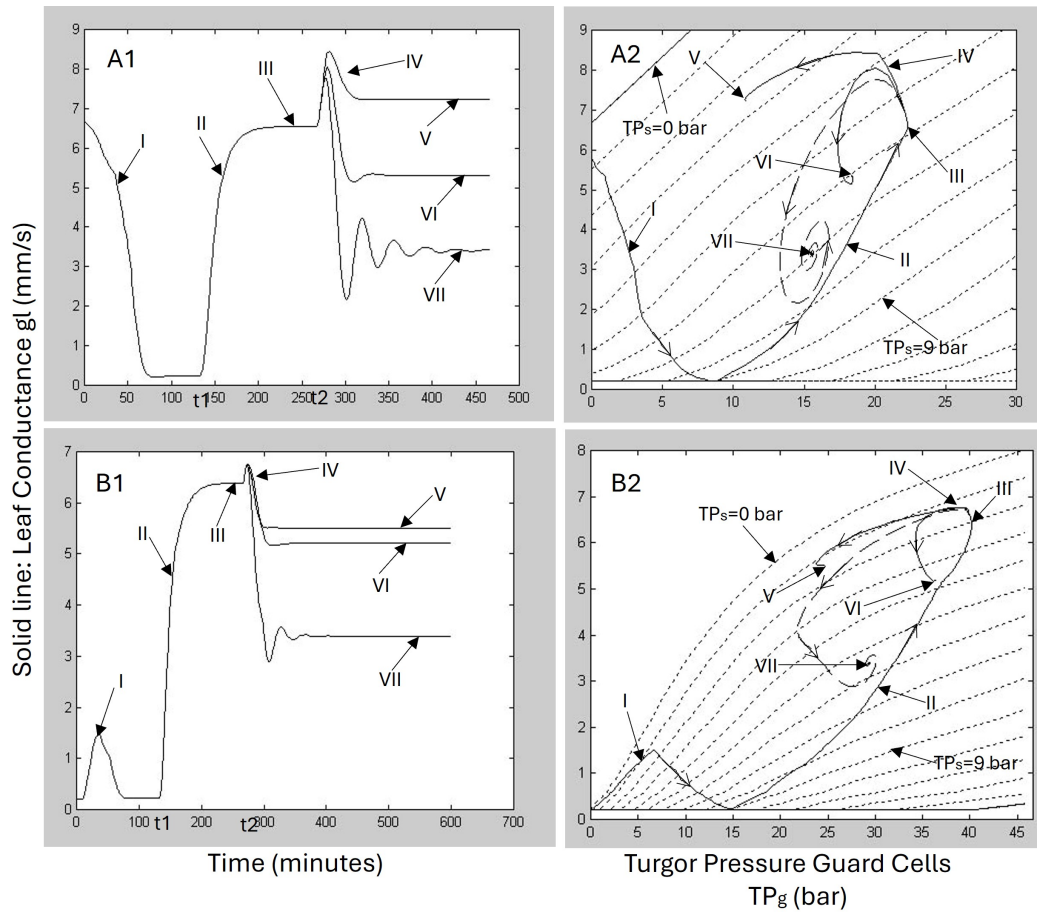 Solid line: Leaf Conductance gl (mm/s)
A1
9
8
7
6
5
4
3
2
1
0
I
II
III
IV
V
VI
VII
0
50
100
t1
150
200
250
t2
300
350
400
450
500
A2
9
8
7
6
5
4
3
2
1
0
V
TPs=0 bar
IV
III
VI
I
VII
II
TPs=9 bar
0
5
10
15
20
25
30
B1
7
6
5
4
3
2
1
0
I
II
III
IV
V
VI
VII
0
100
t1
200
t2
300
400
500
600
700
B2
8
7
6
5
4
3
2
1
0
IV
III
TPs=0 bar
V
VI
VII
I
II
TPs=9 bar
0
5
10
15
20
25
30
35
40
45
Time (minutes)
Turgor Pressure Guard Cells
TPg (bar)